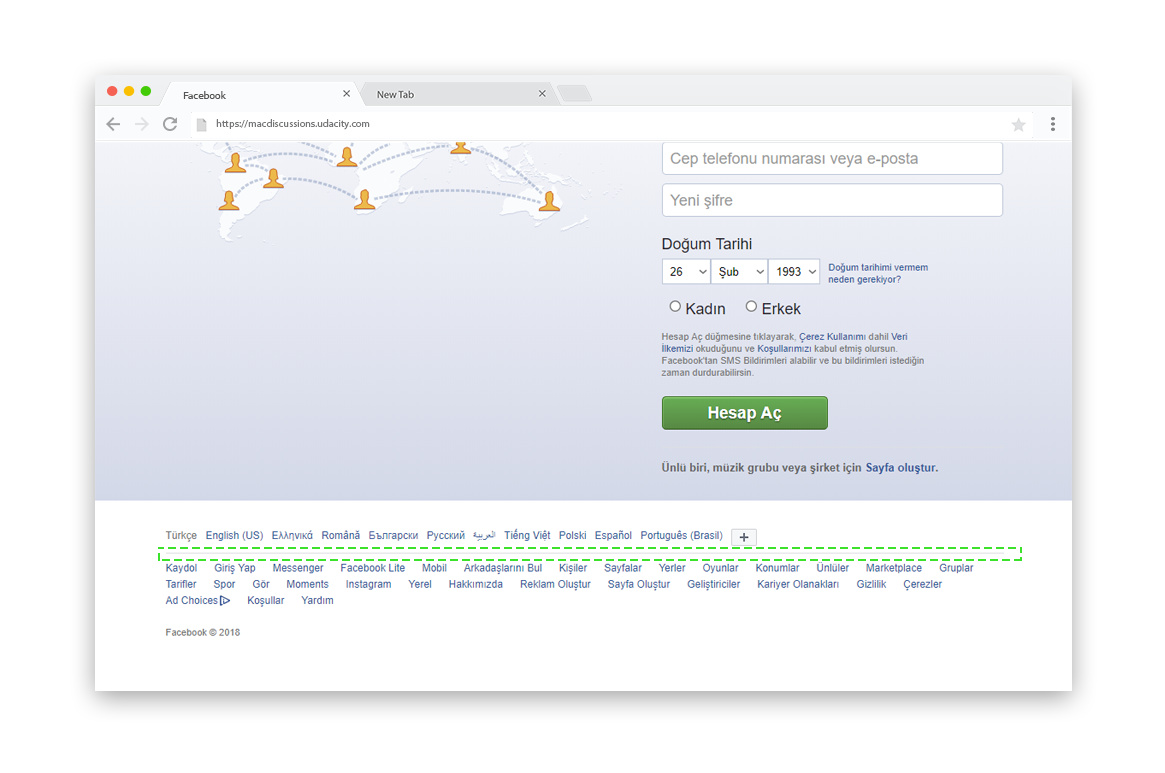 Facebook
New Tab
https://macdiscussions.udacity.com
Cep telefonu numarası veya e-posta
Yeni şifre
Doğum Tarihi
26 Şub 1993
Doğum tarihimi vermem
neden gerekiyor?
Kadın Erkek
Hesap Aç düğmesine tıklayarak, Çerez Kullanımı dahil Veri
İlkemizi okuduğunu ve Koşullarımızı kabul etmiş olursun.
Facebook'tan SMS Bildirimleri alabilir ve bu bildirimleri istediğin
zaman durdurabilirsin.
Hesap Aç
Ünlü biri, müzik grubu veya şirket için Sayfa oluştur.
Türkçe English (US) Ελληνικά Română Български Русский العربية Tiếng Việt Polski Español Português (Brasil) +
Kaydol Giriş Yap Messenger Facebook Lite Mobil Arkadaşlarını Bul Kişiler Sayfalar Yerler Oyunlar Konumlar Ünlüler Marketplace Gruplar
Tarifler Spor Gör Moments Instagram Yerel Hakkımızda Reklam Oluştur Sayfa Oluştur Geliştiriciler Kariyer Olanakları Gizlilik Çerezler
Ad Choices Koşullar Yardım
Facebook © 2018